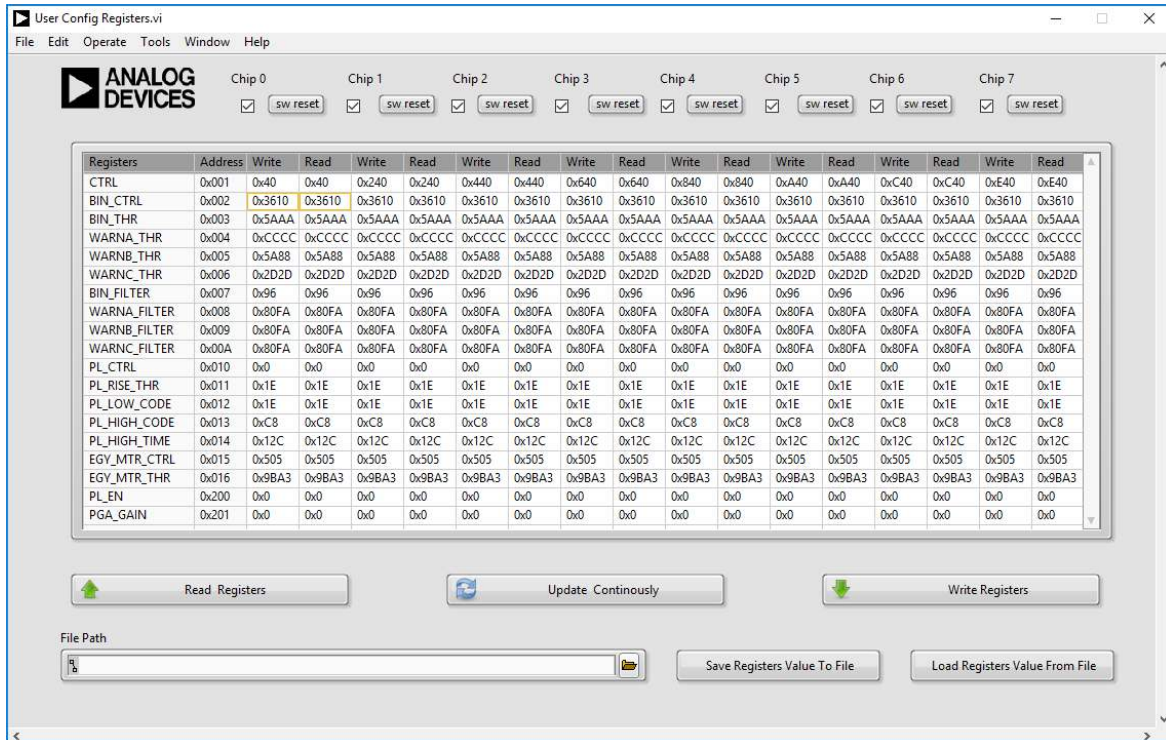 User Config Registers.vi
File Edit Operate Tools Window Help
ANALOG DEVICES
Chip 0 Chip 1 Chip 2 Chip 3 Chip 4 Chip 5 Chip 6 Chip 7
sw reset sw reset sw reset sw reset sw reset sw reset sw reset sw reset
Registers Address Write Read Write Read Write Read Write Read Write Read Write Read Write Read Write Read
CTRL 0x001 0x40 0x40 0x240 0x240 0x440 0x440 0x640 0x640 0x840 0x840 0xA40 0xA40 0xC40 0xC40 0xE40 0xE40
BIN_CTRL 0x002 0x3610 0x3610 0x3610 0x3610 0x3610 0x3610 0x3610 0x3610 0x3610 0x3610 0x3610 0x3610 0x3610 0x3610 0x3610 0x3610
BIN_THR 0x003 0x5AAA 0x5AAA 0x5AAA 0x5AAA 0x5AAA 0x5AAA 0x5AAA 0x5AAA 0x5AAA 0x5AAA 0x5AAA 0x5AAA 0x5AAA 0x5AAA 0x5AAA 0x5AAA
WARNA_THR 0x004 0xCCCC 0xCCCC 0xCCCC 0xCCCC 0xCCCC 0xCCCC 0xCCCC 0xCCCC 0xCCCC 0xCCCC 0xCCCC 0xCCCC 0xCCCC 0xCCCC 0xCCCC 0xCCCC
WARNB_THR 0x005 0x5A88 0x5A88 0x5A88 0x5A88 0x5A88 0x5A88 0x5A88 0x5A88 0x5A88 0x5A88 0x5A88 0x5A88 0x5A88 0x5A88 0x5A88 0x5A88
WARNC_THR 0x006 0x2D2D 0x2D2D 0x2D2D 0x2D2D 0x2D2D 0x2D2D 0x2D2D 0x2D2D 0x2D2D 0x2D2D 0x2D2D 0x2D2D 0x2D2D 0x2D2D 0x2D2D 0x2D2D
BIN_FILTER 0x007 0x96 0x96 0x96 0x96 0x96 0x96 0x96 0x96 0x96 0x96 0x96 0x96 0x96 0x96 0x96 0x96
WARNA_FILTER 0x008 0x80FA 0x80FA 0x80FA 0x80FA 0x80FA 0x80FA 0x80FA 0x80FA 0x80FA 0x80FA 0x80FA 0x80FA 0x80FA 0x80FA 0x80FA 0x80FA
WARNB_FILTER 0x009 0x80FA 0x80FA 0x80FA 0x80FA 0x80FA 0x80FA 0x80FA 0x80FA 0x80FA 0x80FA 0x80FA 0x80FA 0x80FA 0x80FA 0x80FA 0x80FA
WARNC_FILTER 0x00A 0x80FA 0x80FA 0x80FA 0x80FA 0x80FA 0x80FA 0x80FA 0x80FA 0x80FA 0x80FA 0x80FA 0x80FA 0x80FA 0x80FA 0x80FA 0x80FA
PL_CTRL 0x010 0x0 0x0 0x0 0x0 0x0 0x0 0x0 0x0 0x0 0x0 0x0 0x0 0x0 0x0 0x0 0x0
PL_RISE_THR 0x011 0x1E 0x1E 0x1E 0x1E 0x1E 0x1E 0x1E 0x1E 0x1E 0x1E 0x1E 0x1E 0x1E 0x1E 0x1E 0x1E
PL_LOW_CODE 0x012 0x1E 0x1E 0x1E 0x1E 0x1E 0x1E 0x1E 0x1E 0x1E 0x1E 0x1E 0x1E 0x1E 0x1E 0x1E 0x1E
PL_HIGH_CODE 0x013 0xC8 0xC8 0xC8 0xC8 0xC8 0xC8 0xC8 0xC8 0xC8 0xC8 0xC8 0xC8 0xC8 0xC8 0xC8 0xC8
PL_HIGH_TIME 0x014 0x12C 0x12C 0x12C 0x12C 0x12C 0x12C 0x12C 0x12C 0x12C 0x12C 0x12C 0x12C 0x12C 0x12C 0x12C 0x12C
EGY_MTR_CTRL 0x015 0x505 0x505 0x505 0x505 0x505 0x505 0x505 0x505 0x505 0x505 0x505 0x505 0x505 0x505 0x505 0x505
EGY_MTR_THR 0x016 0x9BA3 0x9BA3 0x9BA3 0x9BA3 0x9BA3 0x9BA3 0x9BA3 0x9BA3 0x9BA3 0x9BA3 0x9BA3 0x9BA3 0x9BA3 0x9BA3 0x9BA3 0x9BA3
PL_EN 0x200 0x0 0x0 0x0 0x0 0x0 0x0 0x0 0x0 0x0 0x0 0x0 0x0 0x0 0x0 0x0 0x0
PGA_GAIN 0x201 0x0 0x0 0x0 0x0 0x0 0x0 0x0 0x0 0x0 0x0 0x0 0x0 0x0 0x0 0x0 0x0
Read Registers Update Continously Write Registers
File Path
Save Registers Value To File Load Registers Value From File